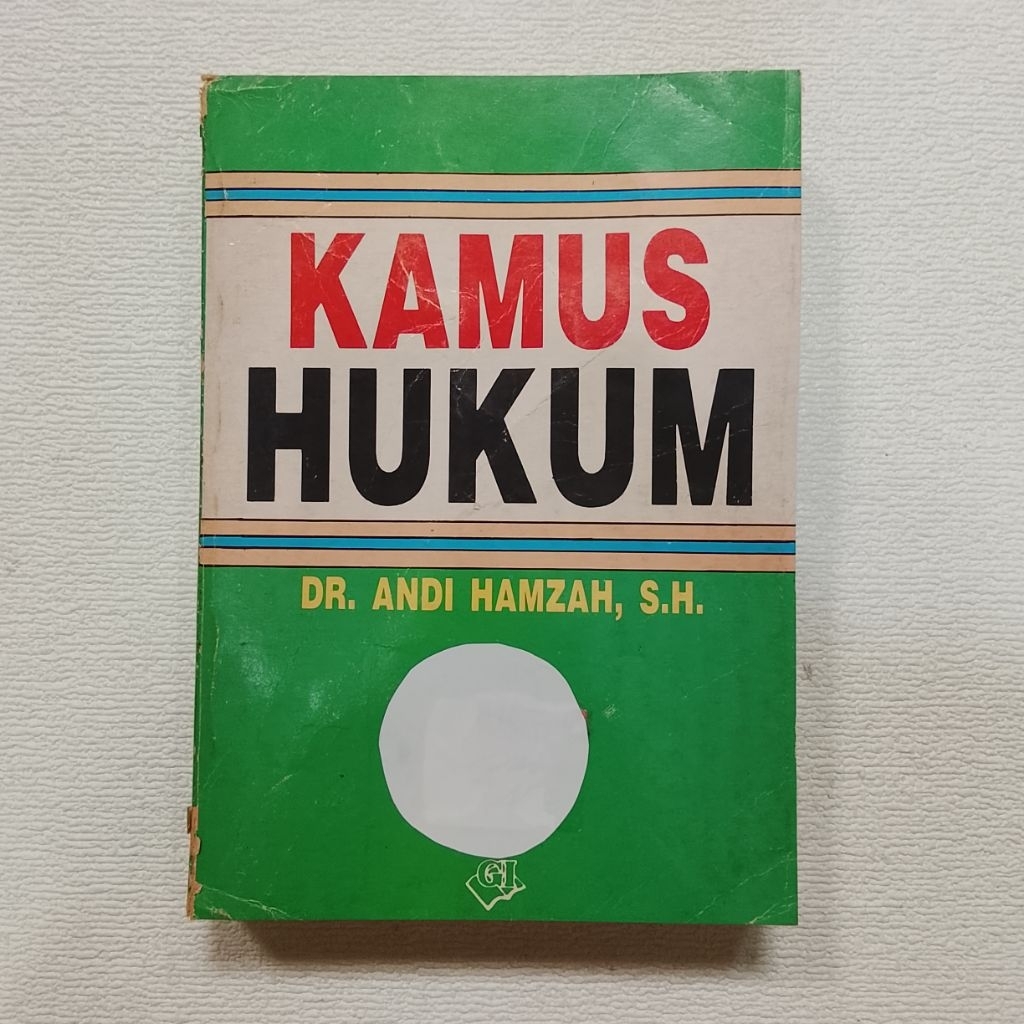 KAMUS
HUKUM
DR. ANDI HAMZAH, S.H.
GI